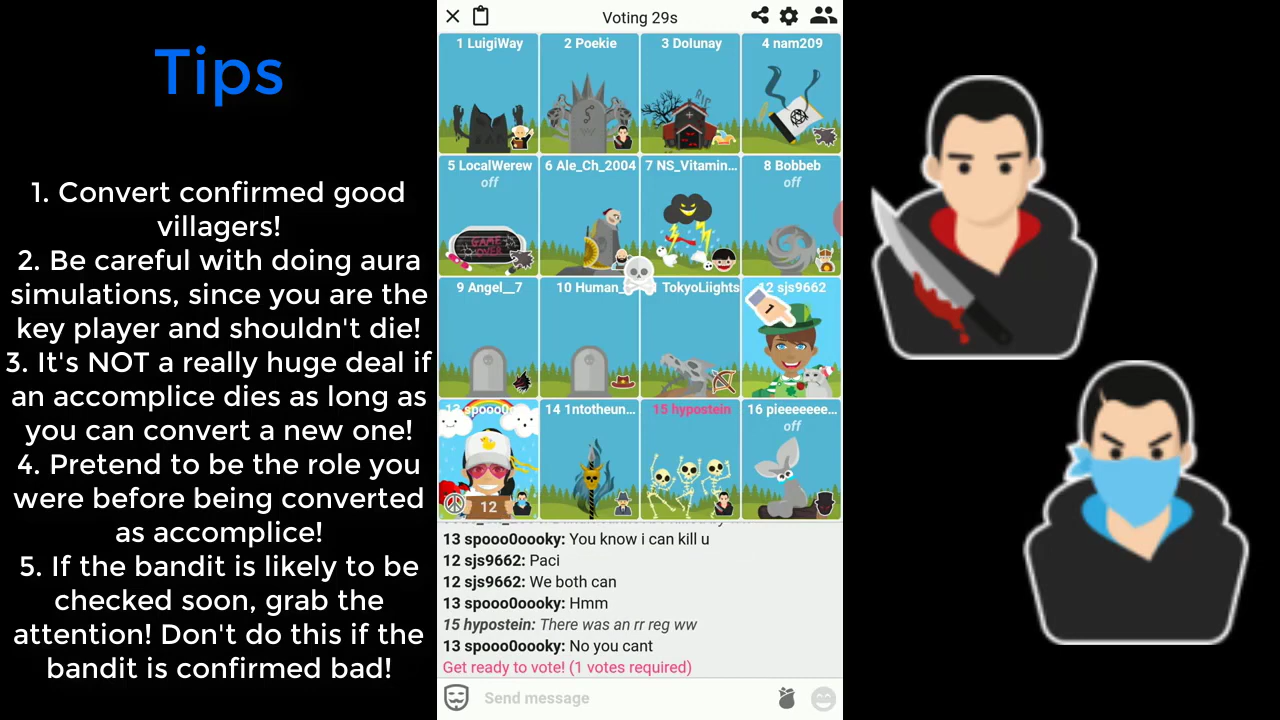 Tips
1. Convert confirmed good
villagers!
2. Be careful with doing aura
simulations, since you are the
key player and shouldn't die!
3. It's NOT a really huge deal if
an accomplice dies as long as
you can convert a new one!
4. Pretend to be the role you
were before being converted
as accomplice!
5. If the bandit is likely to be
checked soon, grab the
attention! Don't do this if the
bandit is confirmed bad!
Voting 29s
1 LuigiWay
2 Poekie
3 Dolunay
4 nam209
5 LocalWerew
off
6 Ale_Ch_2004
7 NS_Vitamin...
8 Bobbeb
off
GAME OVER
9 Angel__7
10 Human_
TokyoLiights
12 sjs9662
1
13 spooo0
12
14 1ntotheun...
15 hypostein
16 pieeeeeee...
off
13 spooo0oooky: You know i can kill u
12 sjs9662: Paci
12 sjs9662: We both can
13 spooo0oooky: Hmm
15 hypostein: There was an rr reg ww
13 spooo0oooky: No you cant
Get ready to vote! (1 votes required)
Send message